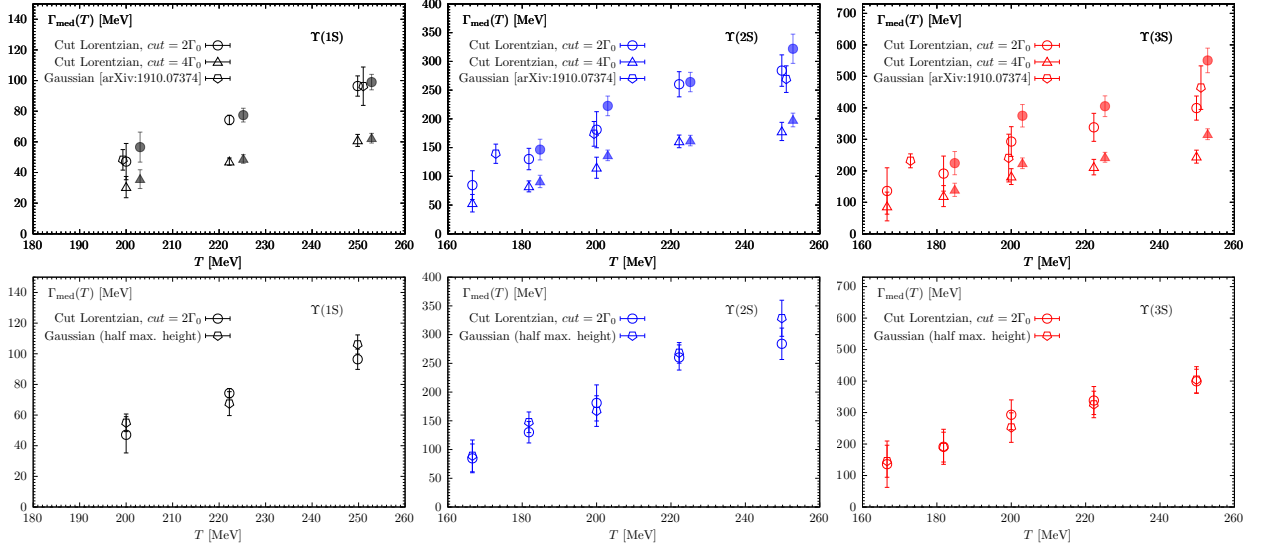 Γmed(T) [MeV]
Υ(1S)
Cut Lorentzian, cut = 2Γ0
Cut Lorentzian, cut = 4Γ0
Gaussian [arXiv:1910.07374]
0
20
40
60
80
100
120
140
180
190
200
210
220
230
240
250
260
T [MeV]
Γmed(T) [MeV]
Υ(2S)
Cut Lorentzian, cut = 2Γ0
Cut Lorentzian, cut = 4Γ0
Gaussian [arXiv:1910.07374]
0
50
100
150
200
250
300
350
400
160
180
200
220
240
260
T [MeV]
Γmed(T) [MeV]
Υ(3S)
Cut Lorentzian, cut = 2Γ0
Cut Lorentzian, cut = 4Γ0
Gaussian [arXiv:1910.07374]
0
100
200
300
400
500
600
700
160
180
200
220
240
260
T [MeV]
Γmed(T) [MeV]
Υ(1S)
Cut Lorentzian, cut = 2Γ0
Gaussian (half max. height)
0
20
40
60
80
100
120
140
180
190
200
210
220
230
240
250
260
T [MeV]
Γmed(T) [MeV]
Υ(2S)
Cut Lorentzian, cut = 2Γ0
Gaussian (half max. height)
0
50
100
150
200
250
300
350
400
160
180
200
220
240
260
T [MeV]
Γmed(T) [MeV]
Υ(3S)
Cut Lorentzian, cut = 2Γ0
Gaussian (half max. height)
0
100
200
300
400
500
600
700
160
180
200
220
240
260
T [MeV]